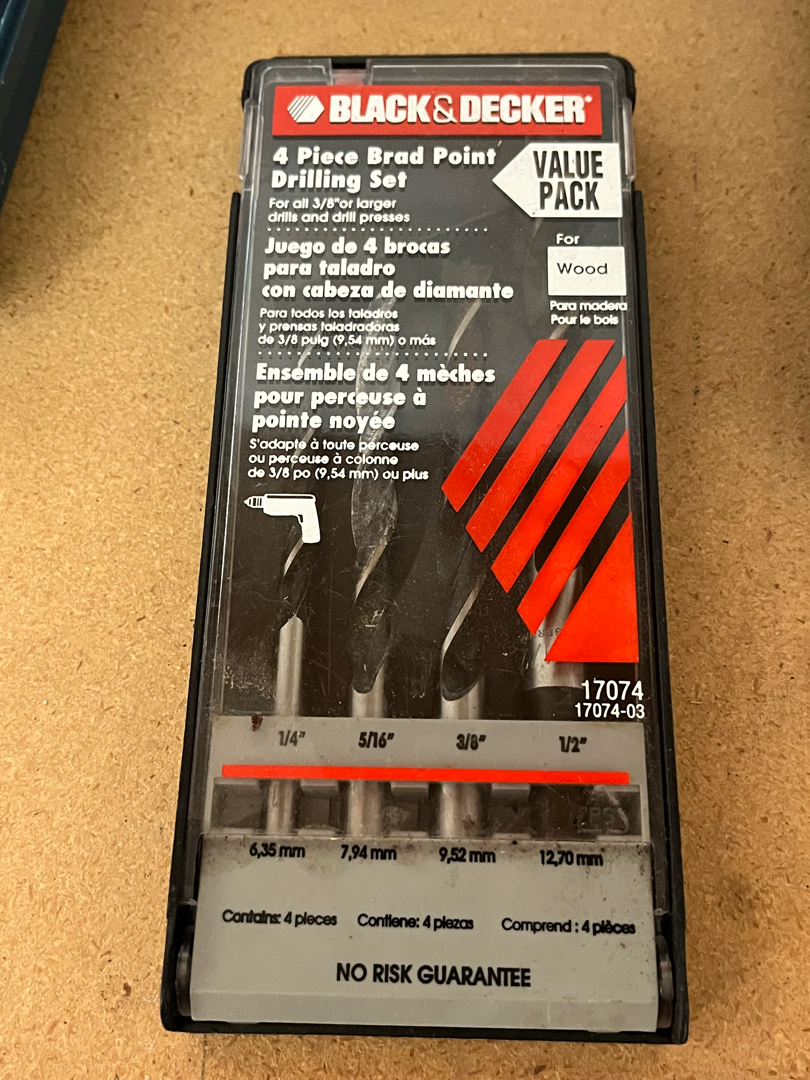 BLACK&DECKER
4 Piece Brad Point
Drilling Set
For all 3/8"or larger
drills and drill presses
VALUE
PACK
For
Wood
Para madera
Pour le bois
Juego de 4 brocas
para taladro
con cabeza de diamante
Para todos los taladros
y prensas taladradoras
de 3/8 pulg (9,54 mm) o más
Ensemble de 4 mèches
pour perceuse à
pointe noyée
S'adapte à toute perceuse
ou perceuse à colonne
de 3/8 po (9,54 mm) ou plus
17074
17074-03
1/4" 5/16" 3/8" 1/2"
6,35 mm 7,94 mm 9,52 mm 12,70 mm
Contains: 4 pieces Contiene: 4 piezas Comprend : 4 pièces
NO RISK GUARANTEE